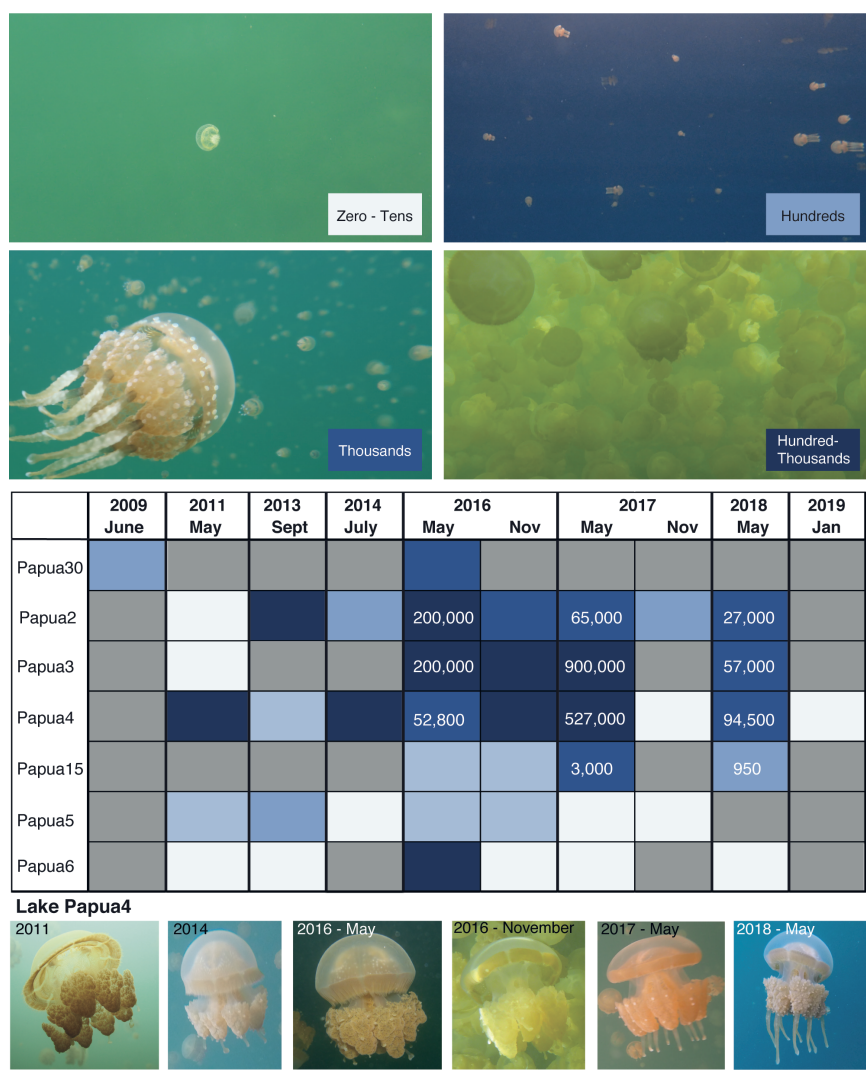 Zero - Tens
Hundreds
Thousands
Hundred-
Thousands
2009 2011 2013 2014 2016 2017 2018 2019
June May Sept July May Nov May Nov May Jan
Papua30
Papua2 200,000 65,000 27,000
Papua3 200,000 900,000 57,000
Papua4 52,800 527,000 94,500
Papua15 3,000 950
Papua5
Papua6
Lake Papua4
2011 2014 2016 - May 2016 - November 2017 - May 2018 - May